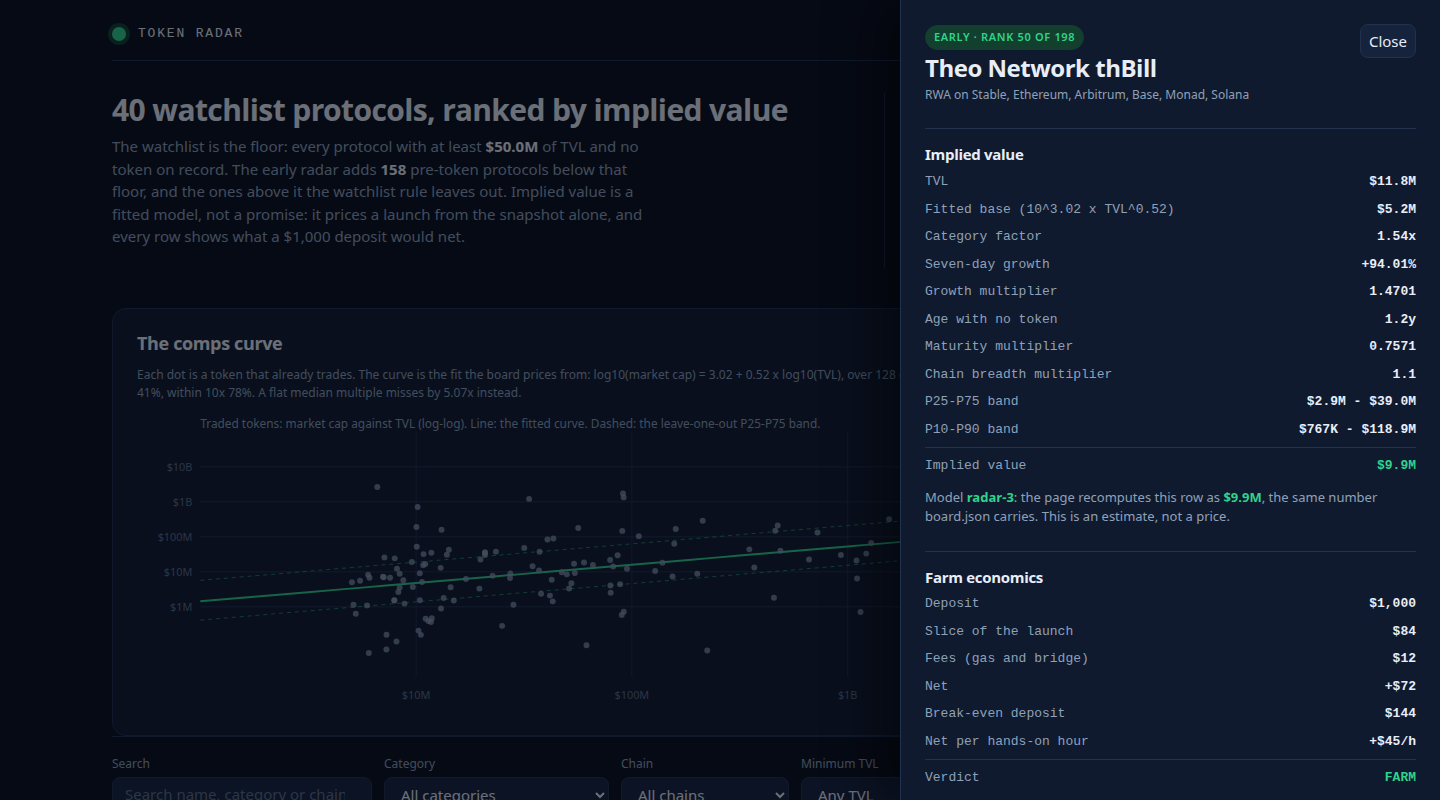 TOKEN RADAR
40 watchlist protocols, ranked by implied value
The watchlist is the floor: every protocol with at least $50.0M of TVL and no
token on record. The early radar adds 158 pre-token protocols below that
floor, and the ones above it the watchlist rule leaves out. Implied value is a
fitted model, not a promise: it prices a launch from the snapshot alone, and
every row shows what a $1,000 deposit would net.
The comps curve
Each dot is a token that already trades. The curve is the fit the board prices from: log10(market cap) = 3.02 + 0.52 x log10(TVL), over 128
41%, within 10x 78%. A flat median multiple misses by 5.07x instead.
Traded tokens: market cap against TVL (log-log). Line: the fitted curve. Dashed: the leave-one-out P25-P75 band.
$10B
$1B
$100M
$10M
$1M
$10M $100M $1B
Search Category Chain Minimum TVL
Search name, category or chain All categories All chains Any TVL
EARLY · RANK 50 OF 198
Close
Theo Network thBill
RWA on Stable, Ethereum, Arbitrum, Base, Monad, Solana
Implied value
TVL $11.8M
Fitted base (10^3.02 x TVL^0.52) $5.2M
Category factor 1.54x
Seven-day growth +94.01%
Growth multiplier 1.4701
Age with no token 1.2y
Maturity multiplier 0.7571
Chain breadth multiplier 1.1
P25-P75 band $2.9M - $39.0M
P10-P90 band $767K - $118.9M
Implied value $9.9M
Model radar-3: the page recomputes this row as $9.9M, the same number
board.json carries. This is an estimate, not a price.
Farm economics
Deposit $1,000
Slice of the launch $84
Fees (gas and bridge) $12
Net +$72
Break-even deposit $144
Net per hands-on hour +$45/h
Verdict FARM